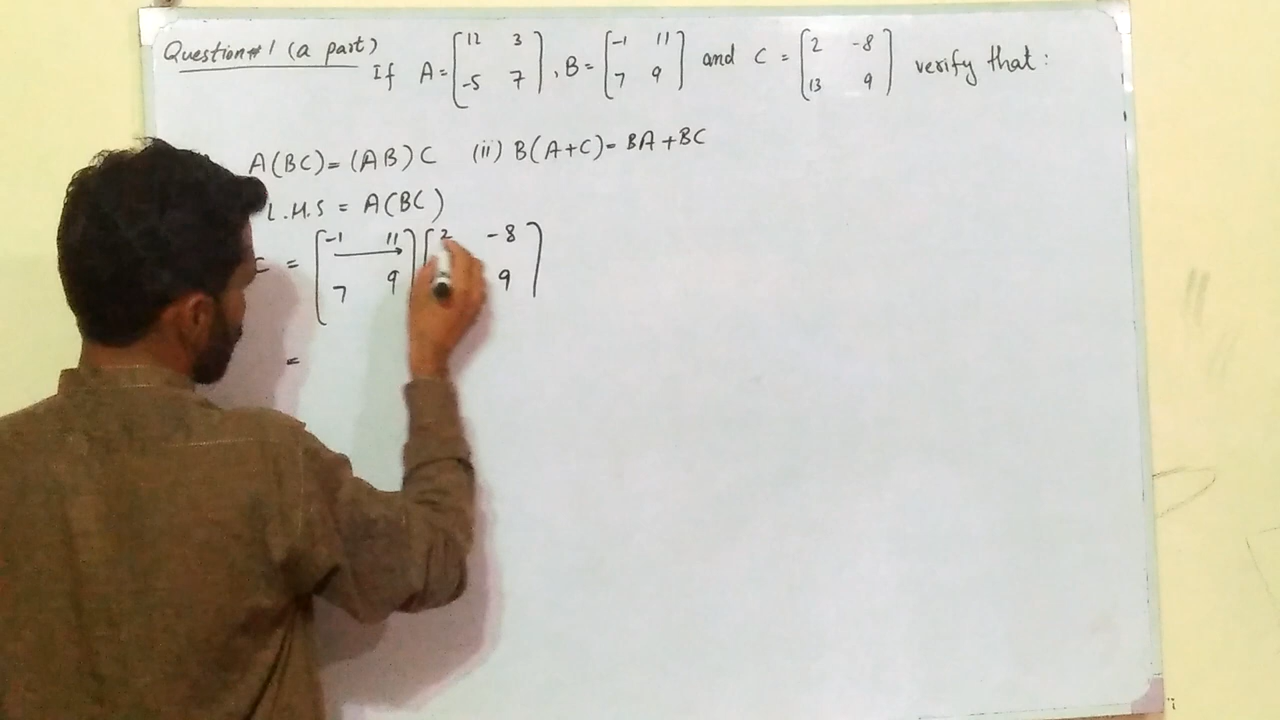 Question#1 (a part)
If A = [12 3 -5 7], B = [-1 11 7 9] and C = [2 -8 13 9] verify that :
A(BC) = (AB)C (ii) B(A+C) = BA + BC
L.H.S = A(BC)
C = [-1 11 7 9] [2 -8 9]
=